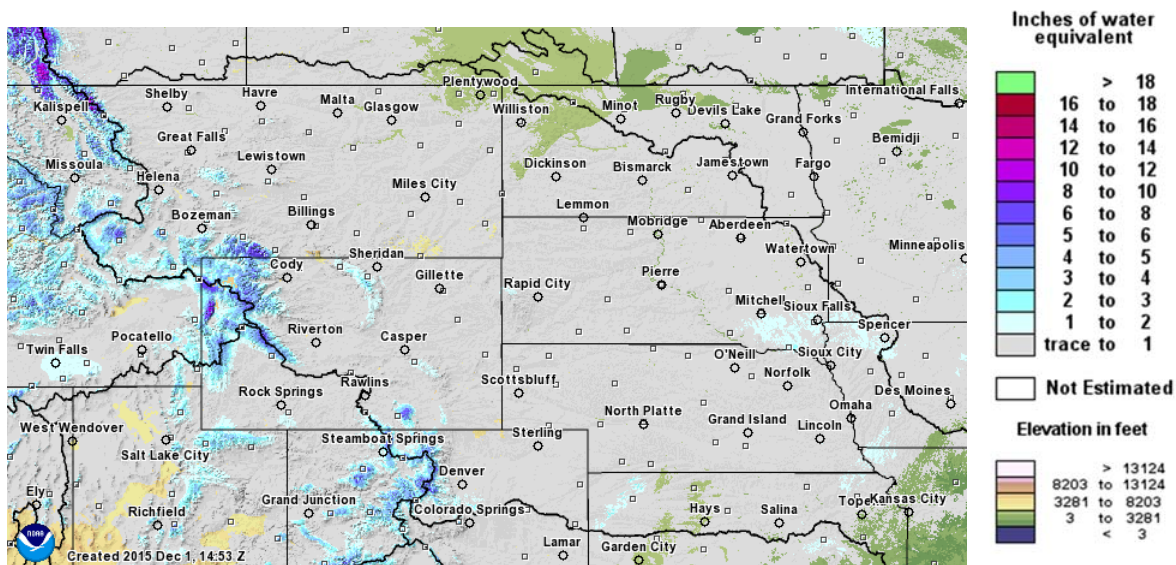 Inches of water
equivalent
> 18
16 to 18
14 to 16
12 to 14
10 to 12
8 to 10
6 to 8
5 to 6
4 to 5
3 to 4
2 to 3
1 to 2
trace to 1
Not Estimated
Elevation in feet
> 13124
8203 to 13124
3281 to 8203
3 to 3281
< 3
Plentywood
International Falls
Kalispell
Shelby
Havre
Malta
Glasgow
Williston
Minot
Rugby
Devils Lake
Grand Forks
Great Falls
Bemidji
Missoula
Lewistown
Dickinson
Bismarck
Jamestown
Fargo
Helena
Miles City
Lemmon
Bozeman
Billings
Mobridge
Aberdeen
Watertown
Minneapolis
Cody
Sheridan
Gillette
Rapid City
Pierre
Mitchell
Sioux Falls
Pocatello
Riverton
Casper
Spencer
Twin Falls
O'Neill
Sioux City
Rock Springs
Rawlins
Scottsbluff
Norfolk
Des Moines
West Wendover
North Platte
Grand Island
Omaha
Lincoln
Salt Lake City
Steamboat Springs
Sterling
Denver
Ely
Grand Junction
Colorado Springs
Richfield
Hays
Salina
Kansas City
Lamar
Garden City
NOAA
Created 2015 Dec 1, 14:53 Z